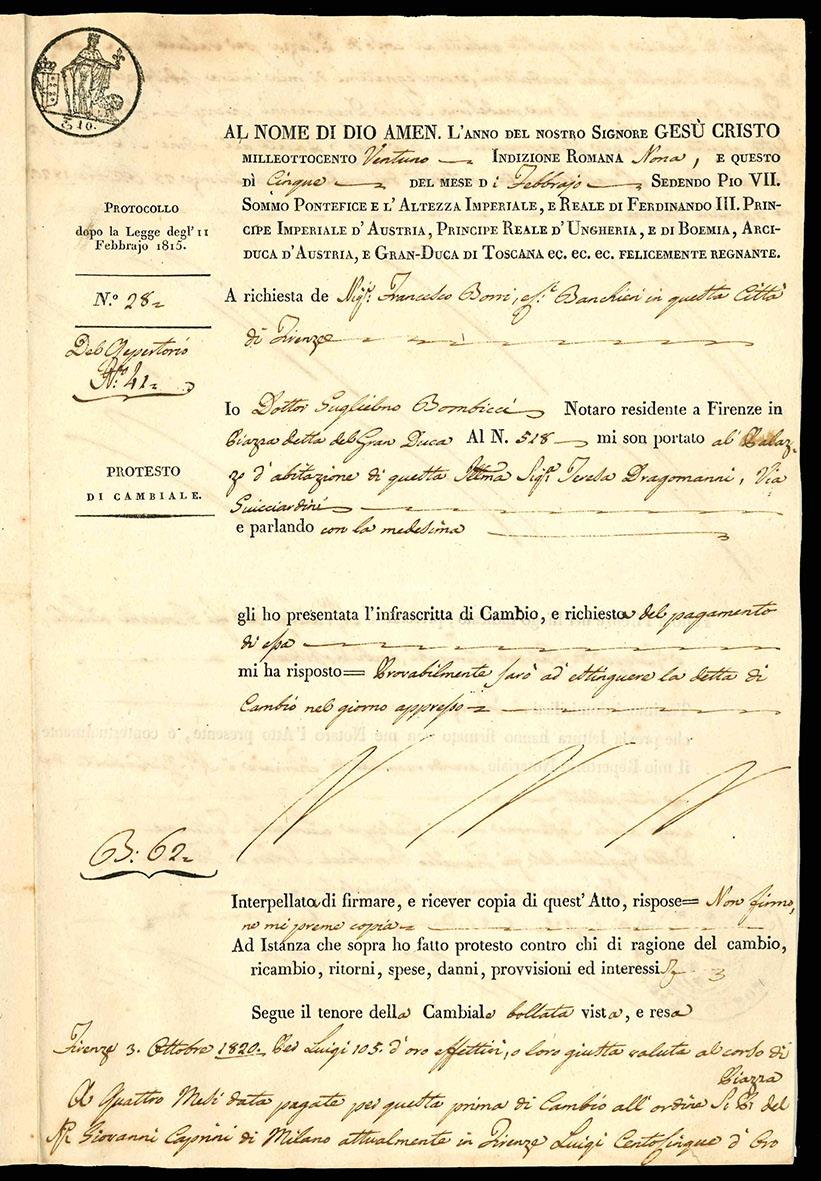 10.
AL NOME DI DIO AMEN. L'ANNO DEL NOSTRO SIGNORE GESÙ CRISTO
MILLEOTTOCENTO Ventuno INDIZIONE ROMANA Nona, E QUESTO
DÌ Cinque DEL MESE Di Febbrajo SEDENDO PIO VII.
SOMMO PONTEFICE E L'ALTEZZA IMPERIALE, E REALE DI FERDINANDO III. PRIN-
CIPE IMPERIALE D'AUSTRIA, PRINCIPE REALE D'UNGHERIA, E DI BOEMIA, ARCI-
DUCA D'AUSTRIA, E GRAN-DUCA DI TOSCANA EC. EC. EC. FELICEMENTE REGNANTE.
PROTOCOLLO
dopo la Legge degl'11
Febbrajo 1815.
N.º 28=
Del Repertorio
Nº 41=
PROTESTO
DI CAMBIALE.
A richiesta de Francesco Borri, Banchieri in questa Città
di Firenze
Io Dottor Guglielmo Bombicci Notaro residente a Firenze in
Piazza detta del Gran Duca Al N. 518 mi son portato al Palaz-
zo d'abitazione di questa Illma Sigra Teresa Dragomanni, Via
Guicciardini
e parlando con la medesima
gli ho presentata l'infrascritta di Cambio, e richiesta del pagamento
di essa
mi ha risposto= Provabilmente sarò ad estinguere la detta di
Cambio nel giorno appresso=
B: 62=
Interpellata di firmare, e ricever copia di quest' Atto, rispose= Non firmo,
ne mi preme copia=
Ad Istanza che sopra ho fatto protesto contro chi di ragione del cambio,
ricambio, ritorni, spese, danni, provvisioni ed interessi
Segue il tenore della Cambiale bollata vista, e resa
Firenze 3. Ottobre 1820. Per Luigi 105. d'oro effettivi, o loro giusta valuta al corso di
Piazza
A Quattro Mesi data pagate per questa prima di Cambio all' ordine S. P. del
Sr. Giovanni Caprini di Milano attualmente in Firenze Luigi Centocinque d' Oro